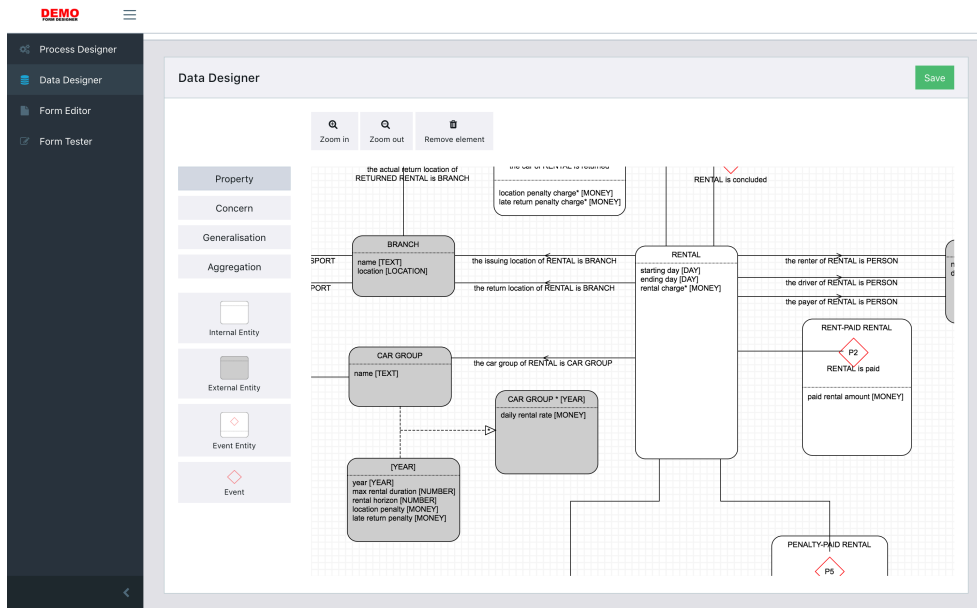 DEMO
FORM DESIGNER
Process Designer
Data Designer
Form Editor
Form Tester
Data Designer
Save
Zoom in
Zoom out
Remove element
Property
Concern
Generalisation
Aggregation
Internal Entity
External Entity
Event Entity
Event
the actual return location of
RETURNED RENTAL is BRANCH
the car of RENTAL is returned
location penalty charge* [MONEY]
late return penalty charge* [MONEY]
RENTAL is concluded
BRANCH
name [TEXT]
location [LOCATION]
SPORT
PORT
the issuing location of RENTAL is BRANCH
the return location of RENTAL is BRANCH
RENTAL
starting day [DAY]
ending day [DAY]
rental charge* [MONEY]
the renter of RENTAL is PERSON
the driver of RENTAL is PERSON
the payer of RENTAL is PERSON
n
d
RENT-PAID RENTAL
P2
RENTAL is paid
paid rental amount [MONEY]
CAR GROUP
name [TEXT]
the car group of RENTAL is CAR GROUP
CAR GROUP * [YEAR]
daily rental rate [MONEY]
[YEAR]
year [YEAR]
max rental duration [NUMBER]
rental horizon [NUMBER]
location penalty [MONEY]
late return penalty [MONEY]
PENALTY-PAID RENTAL
P5